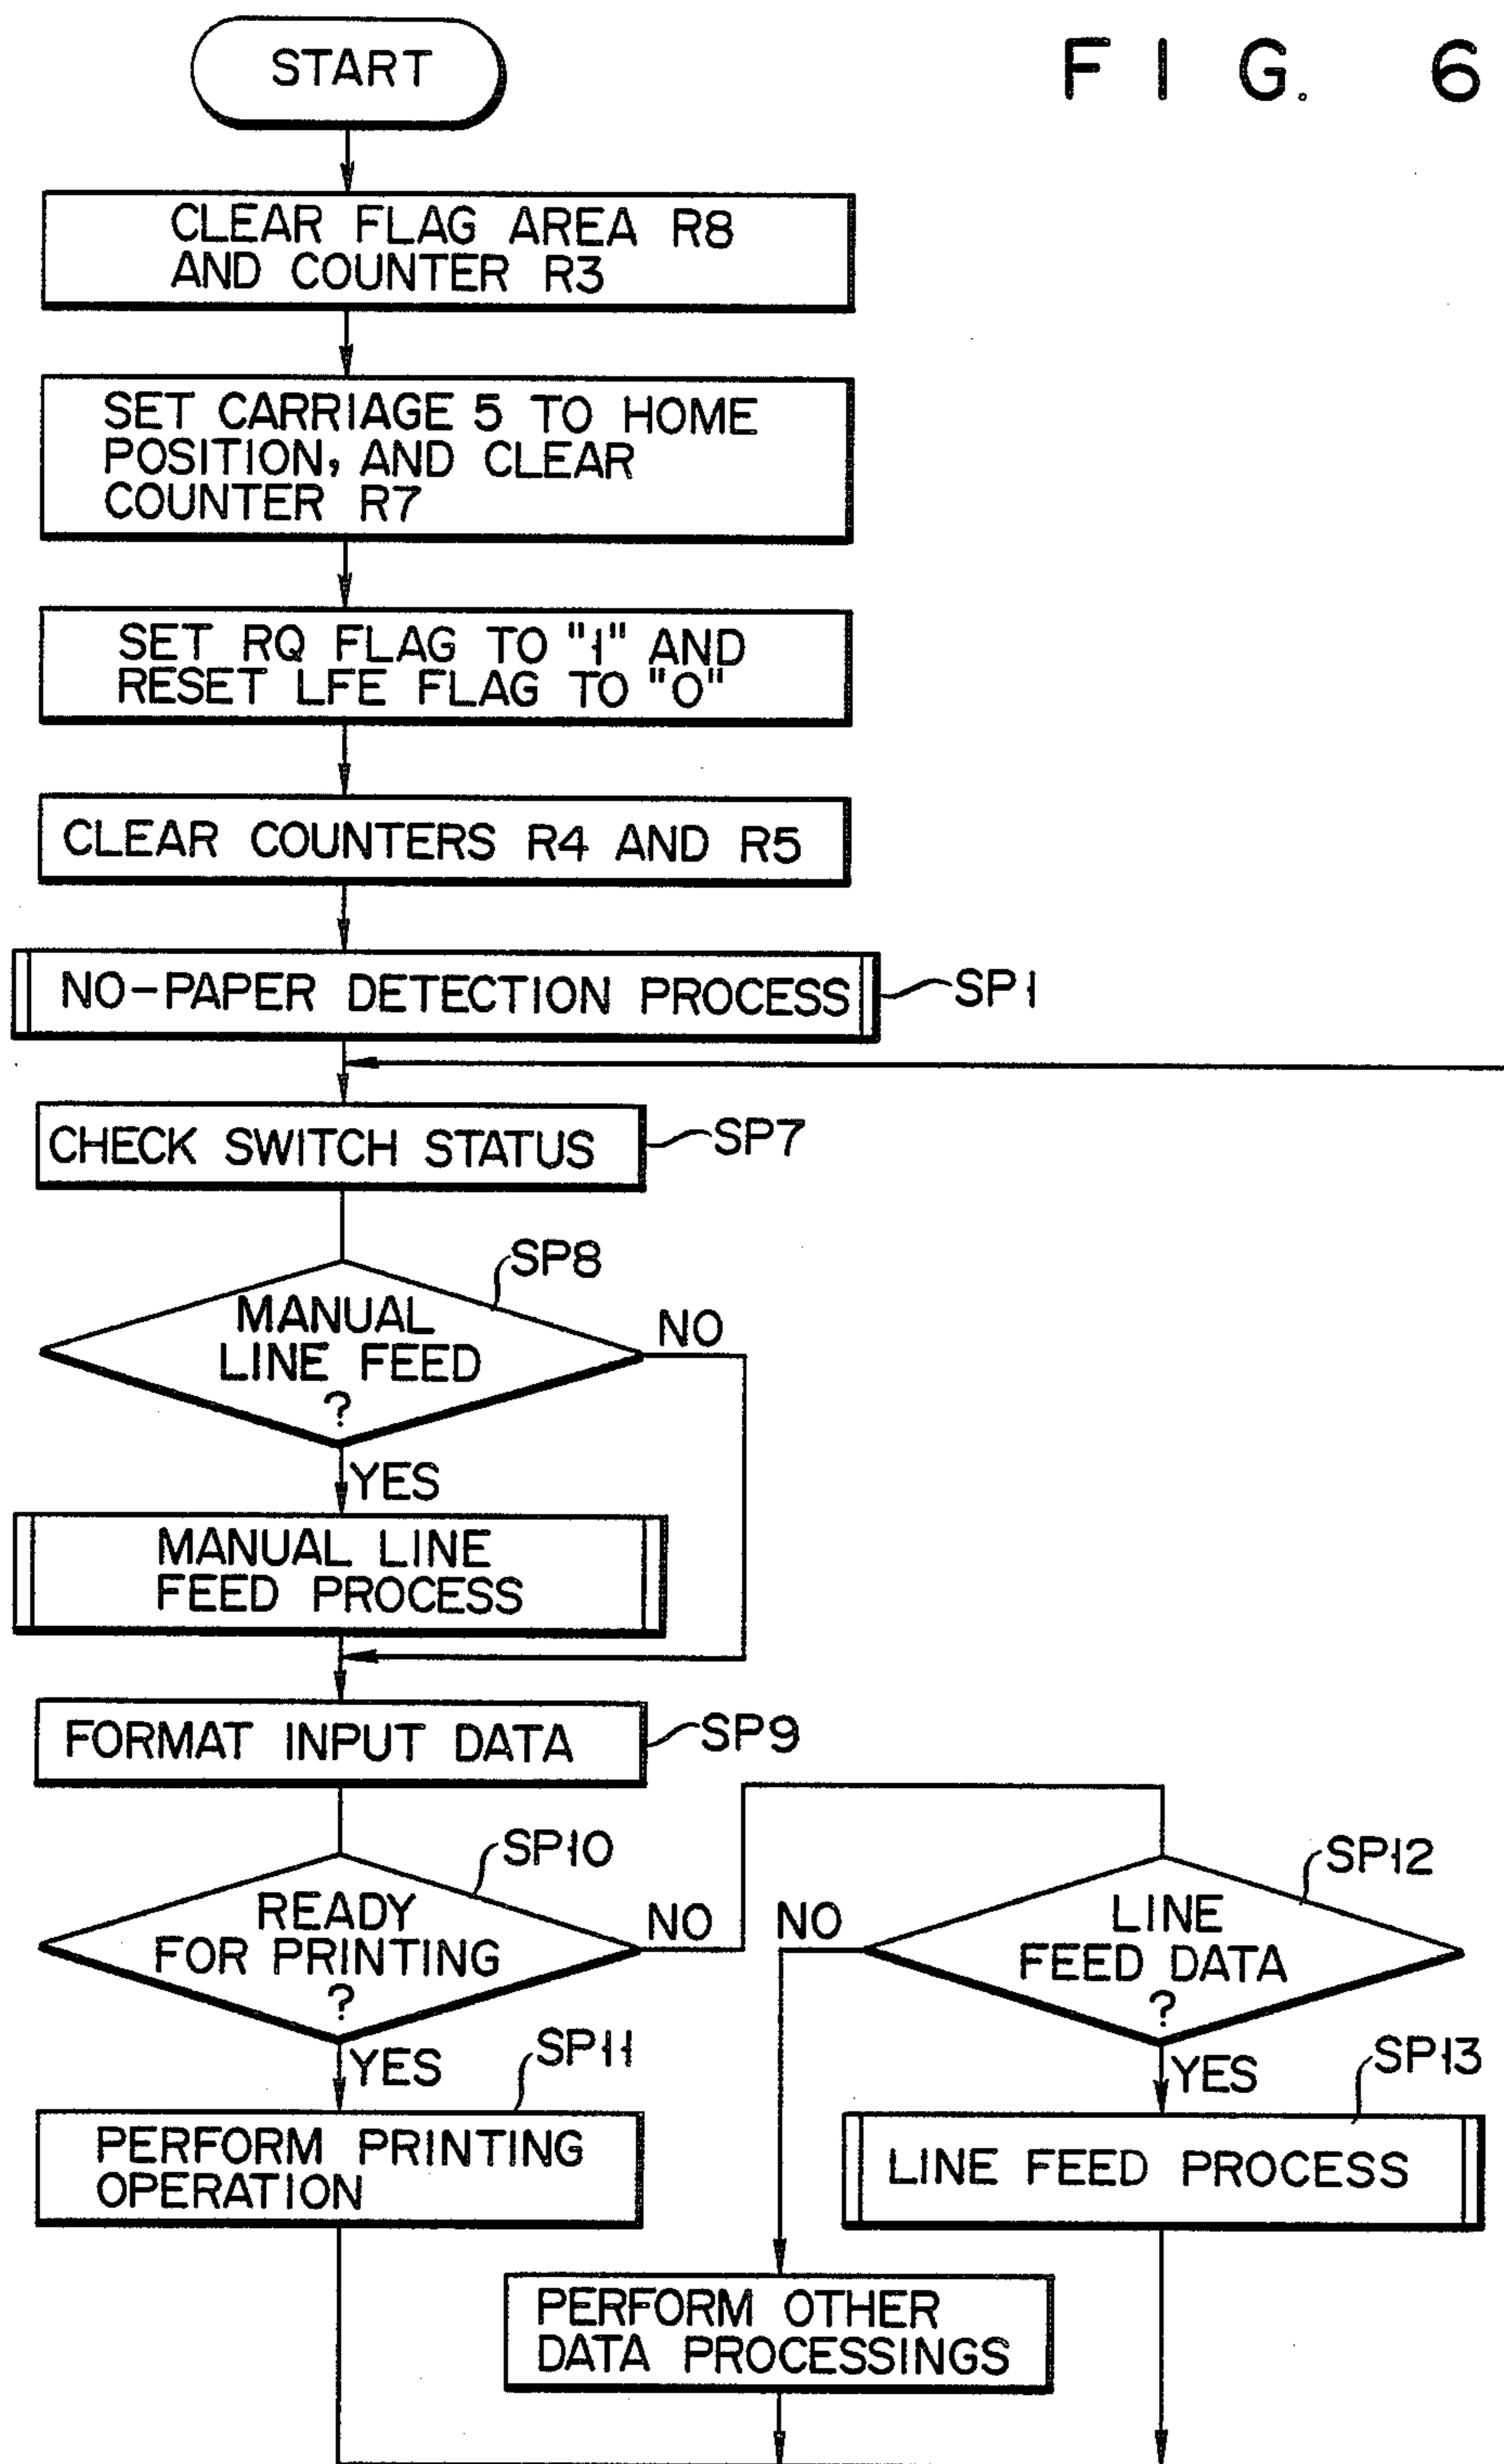 FIG. 6
START
CLEAR FLAG AREA R8
AND COUNTER R3
SET CARRIAGE 5 TO HOME
POSITION, AND CLEAR
COUNTER R7
SET RQ FLAG TO "1" AND
RESET LFE FLAG TO "0"
CLEAR COUNTERS R4 AND R5
NO-PAPER DETECTION PROCESS
SP1
CHECK SWITCH STATUS
SP7
SP8
MANUAL
LINE FEED
?
NO
YES
MANUAL LINE
FEED PROCESS
FORMAT INPUT DATA
SP9
SP10
READY
FOR PRINTING
?
NO
YES
SP11
PERFORM PRINTING
OPERATION
SP12
LINE
FEED DATA
?
NO
YES
SP13
LINE FEED PROCESS
PERFORM OTHER
DATA PROCESSINGS